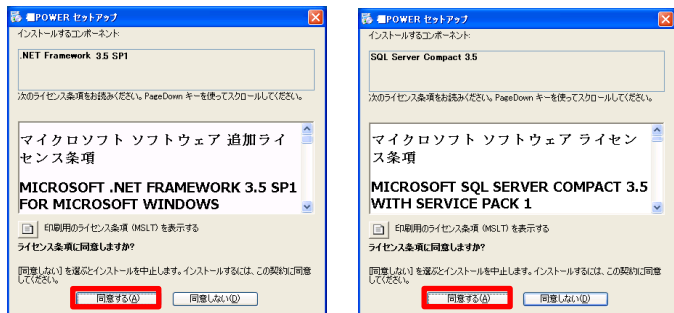 POWER セットアップ
インストールするコンポーネント:
.NET Framework 3.5 SP1
次のライセンス条項をお読みください。PageDown キーを使ってスクロールしてください。
マイクロソフト ソフトウェア 追加ライ
センス条項
MICROSOFT .NET FRAMEWORK 3.5 SP1
FOR MICROSOFT WINDOWS
印刷用のライセンス条項 (MSLT) を表示する
ライセンス条項に同意しますか?
[同意しない] を選ぶとインストールを中止します。インストールするには、この契約に同意
してください。
同意する(A)
同意しない(D)
POWER セットアップ
インストールするコンポーネント:
SQL Server Compact 3.5
次のライセンス条項をお読みください。PageDown キーを使ってスクロールしてください。
マイクロソフト ソフトウェア ライセン
ス条項
MICROSOFT SQL SERVER COMPACT 3.5
WITH SERVICE PACK 1
印刷用のライセンス条項 (MSLT) を表示する
ライセンス条項に同意しますか?
[同意しない] を選ぶとインストールを中止します。インストールするには、この契約に同意
してください。
同意する(A)
同意しない(D)